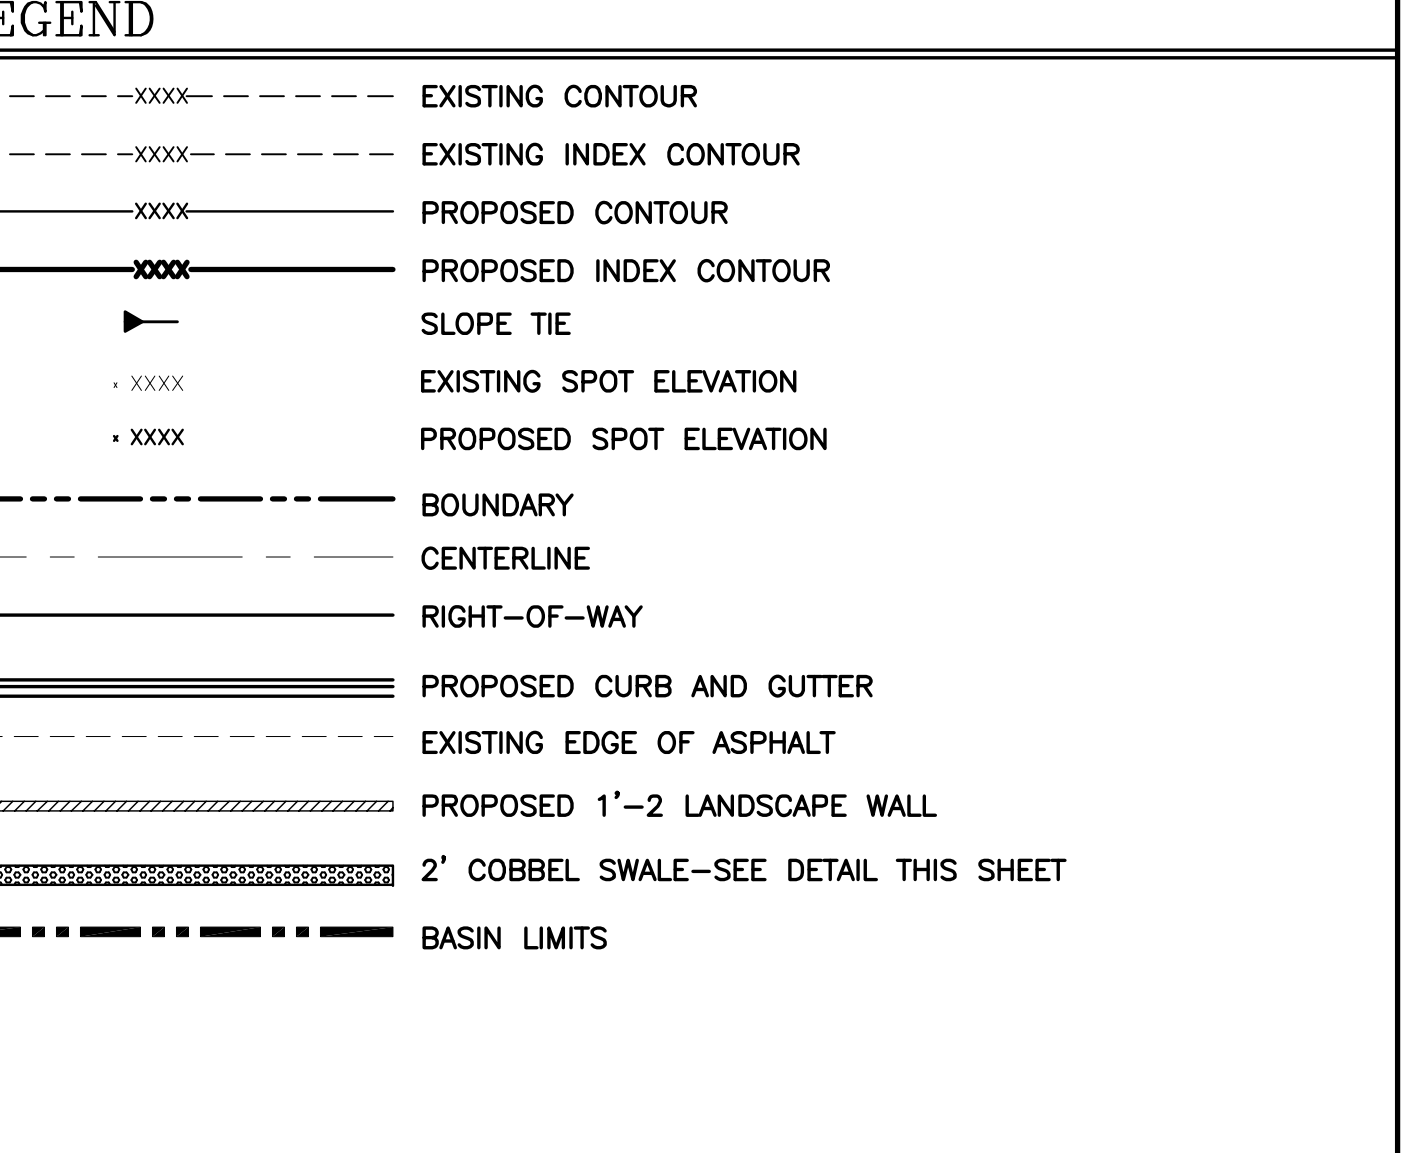 EGEND
XXXX EXISTING CONTOUR
XXXX EXISTING INDEX CONTOUR
XXXX PROPOSED CONTOUR
XXXX PROPOSED INDEX CONTOUR
SLOPE TIE
x XXXX EXISTING SPOT ELEVATION
x XXXX PROPOSED SPOT ELEVATION
BOUNDARY
CENTERLINE
RIGHT-OF-WAY
PROPOSED CURB AND GUTTER
EXISTING EDGE OF ASPHALT
PROPOSED 1'-2 LANDSCAPE WALL
2' COBBEL SWALE-SEE DETAIL THIS SHEET
BASIN LIMITS